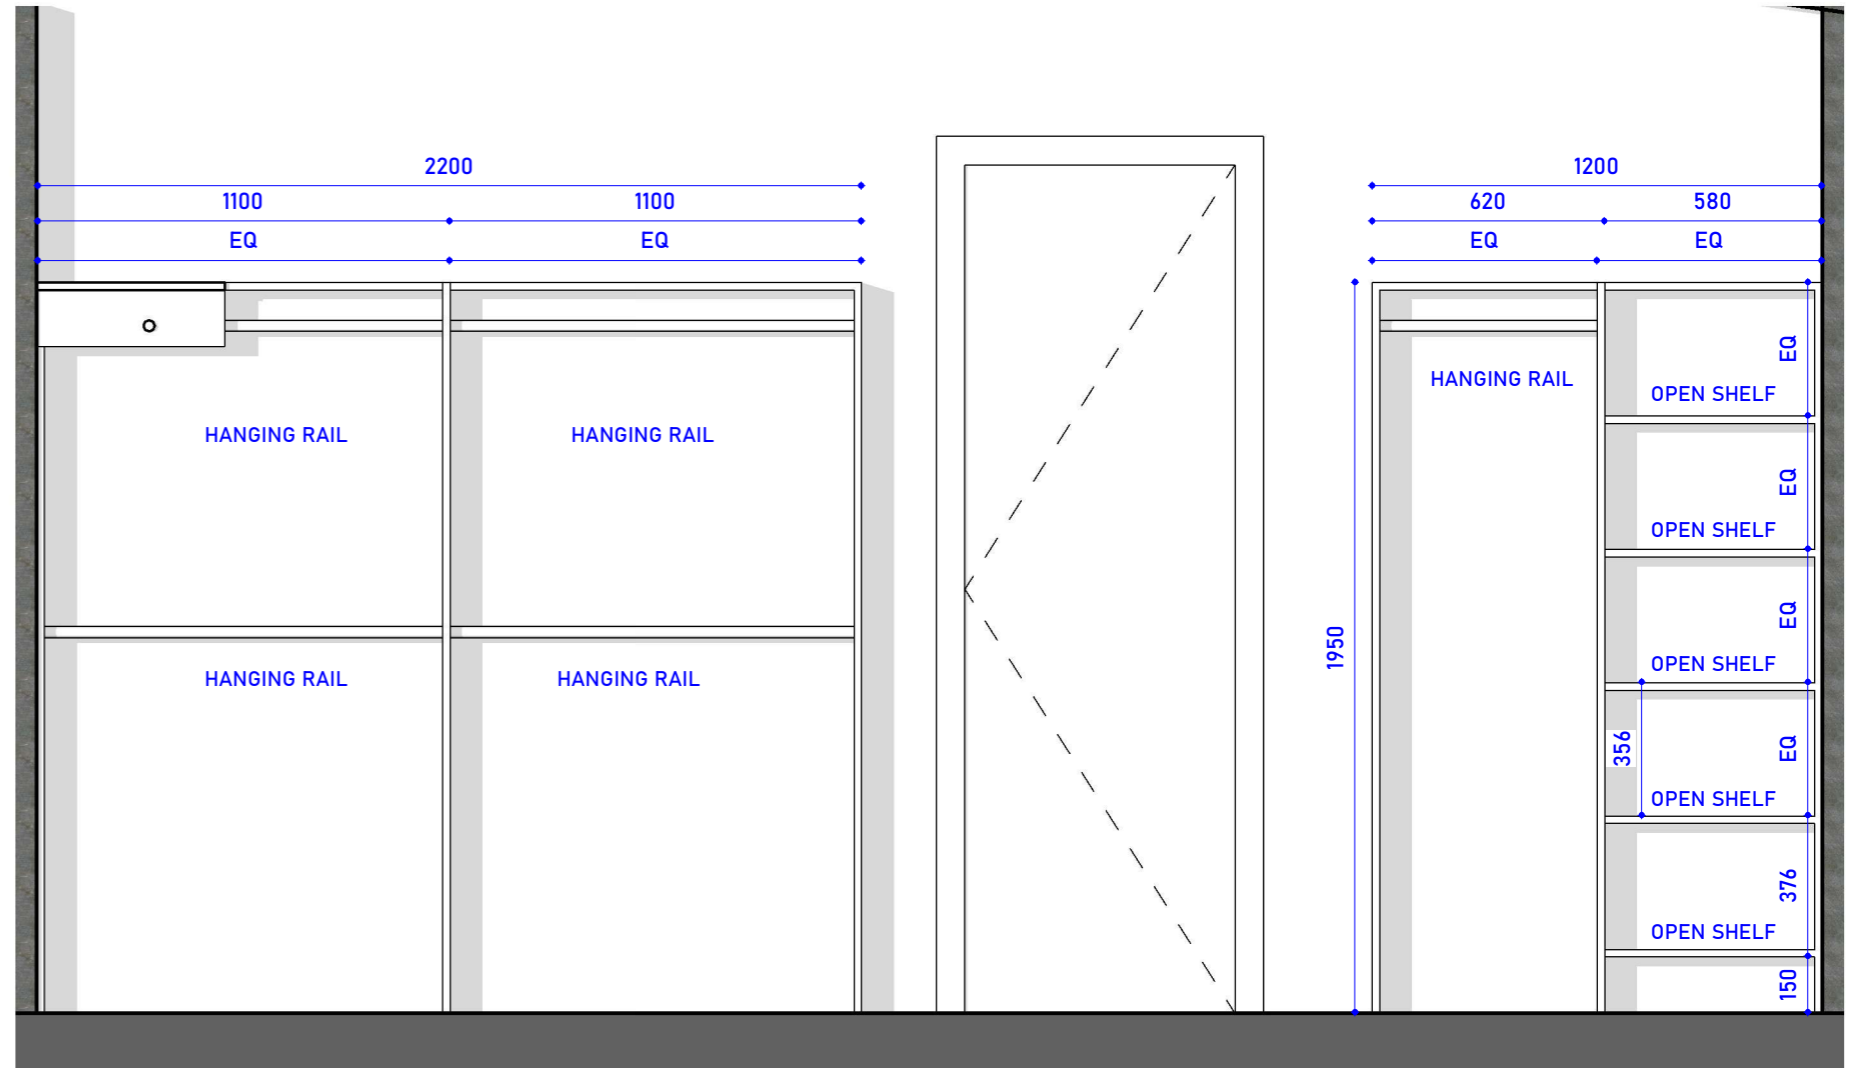 2200
1200
1100
1100
620
580
EQ
EQ
EQ
EQ
EQ
HANGING RAIL
OPEN SHELF
HANGING RAIL
HANGING RAIL
EQ
OPEN SHELF
EQ
1950
OPEN SHELF
HANGING RAIL
HANGING RAIL
356
EQ
OPEN SHELF
376
OPEN SHELF
150